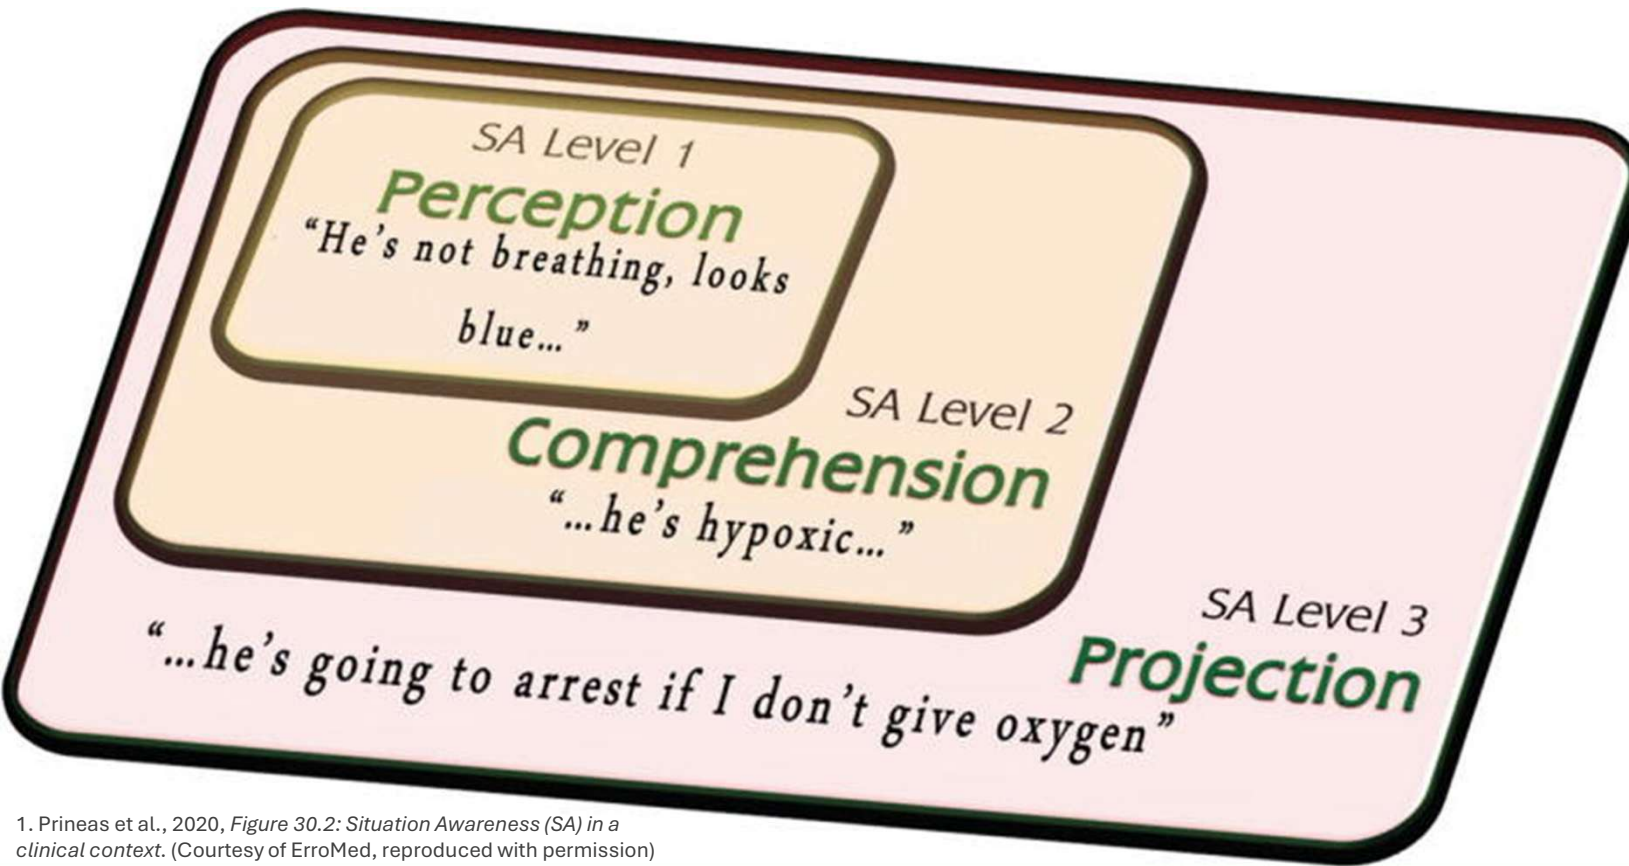 SA Level 1
Perception
“He’s not breathing, looks
blue...”
SA Level 2
Comprehension
“...he’s hypoxic...”
SA Level 3
Projection
“...he’s going to arrest if I don’t give oxygen”
1. Prineas et al., 2020, Figure 30.2: Situation Awareness (SA) in a
clinical context. (Courtesy of ErroMed, reproduced with permission)